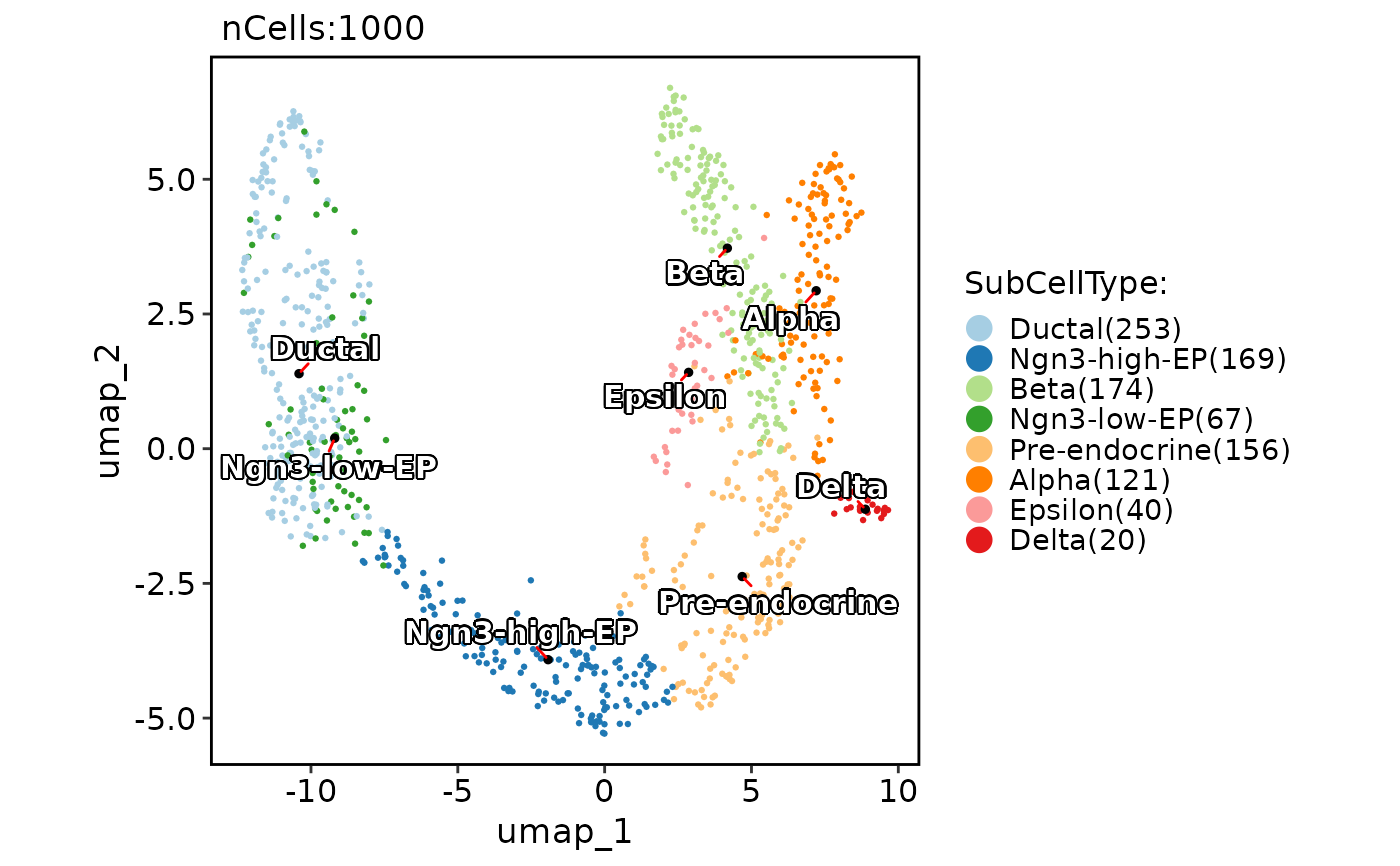 nCells:1000
umap_2
5.0
2.5
0.0
-2.5
-5.0
Beta
Alpha
Ductal
Epsilon
Ngn3-low-EP
Delta
Pre-endocrine
Ngn3-high-EP
-10
-5
0
5
10
umap_1
SubCellType:
Ductal(253)
Ngn3-high-EP(169)
Beta(174)
Ngn3-low-EP(67)
Pre-endocrine(156)
Alpha(121)
Epsilon(40)
Delta(20)